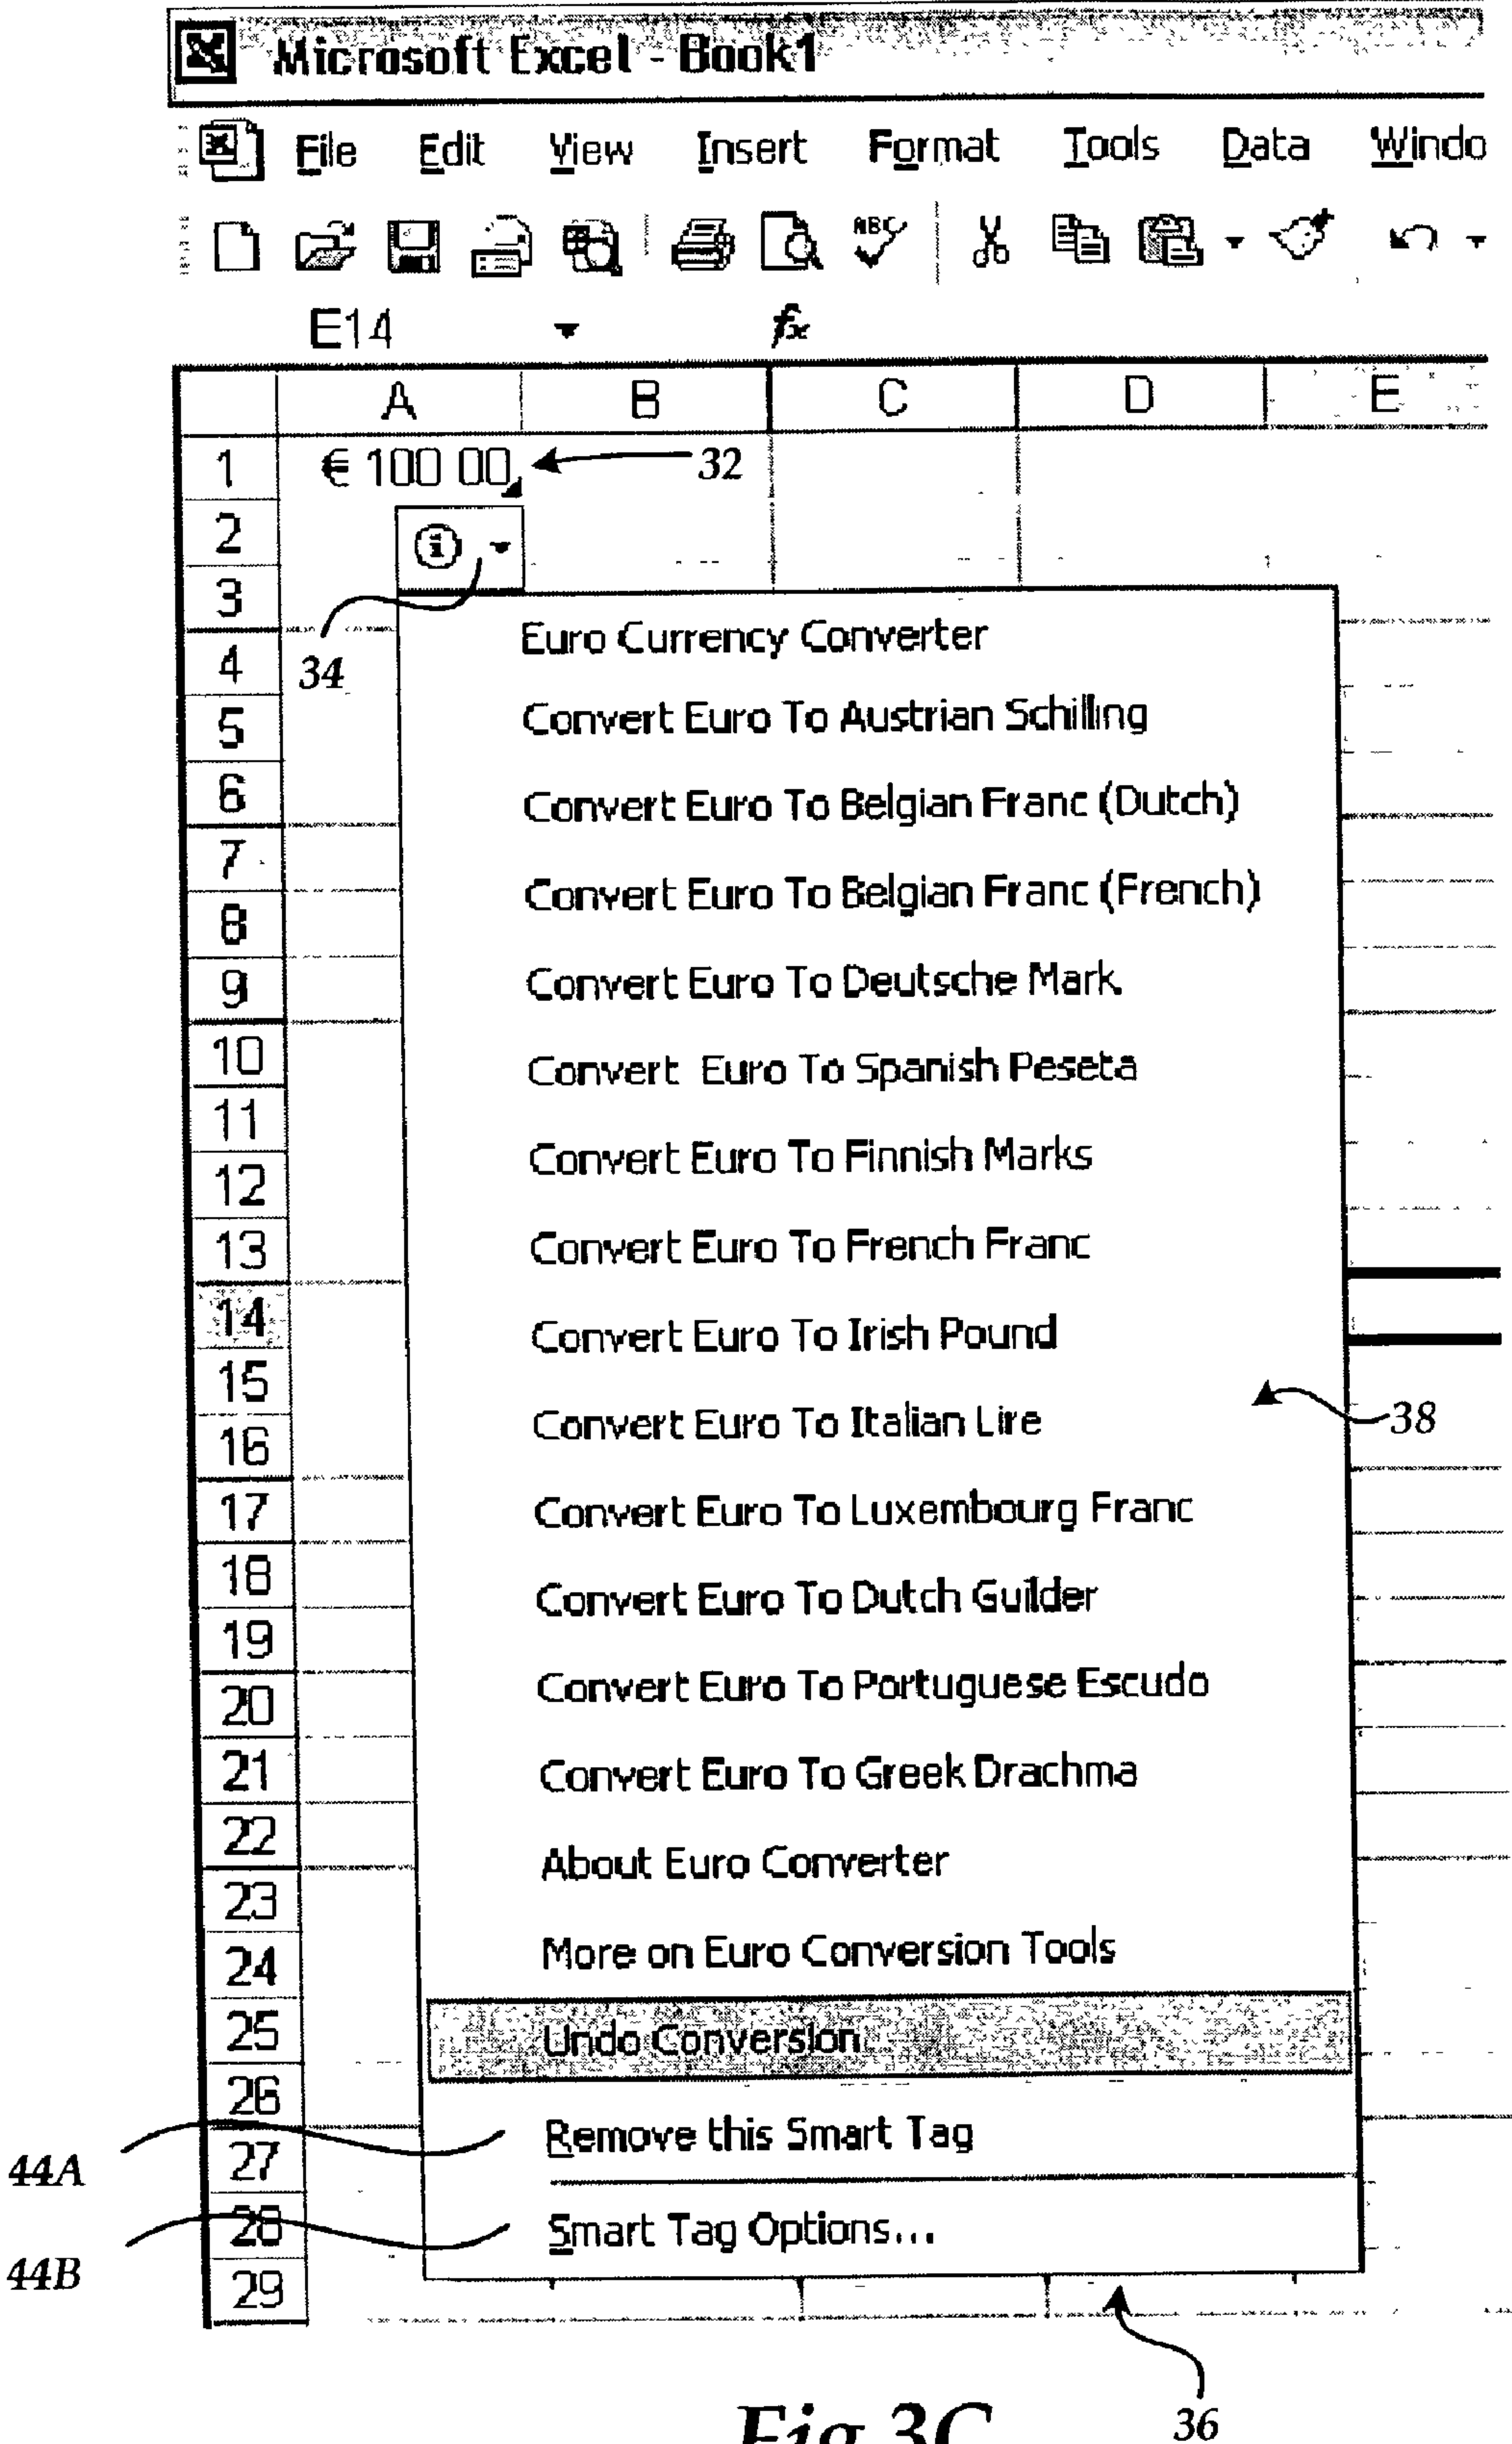 Microsoft Excel - Book1
File Edit View Insert Format Tools Data Windo
ABC
E14 fx
A B C D E
1 € 100 00 32
2
3
Euro Currency Converter
4 34
5 Convert Euro To Austrian Schilling
6 Convert Euro To Belgian Franc (Dutch)
7
8 Convert Euro To Belgian Franc (French)
9 Convert Euro To Deutsche Mark
10 Convert Euro To Spanish Peseta
11
12 Convert Euro To Finnish Marks
13 Convert Euro To French Franc
14 Convert Euro To Irish Pound
15
16 Convert Euro To Italian Lire 38
17 Convert Euro To Luxembourg Franc
18 Convert Euro To Dutch Guilder
19
20 Convert Euro To Portuguese Escudo
21 Convert Euro To Greek Drachma
22 About Euro Converter
23
24 More on Euro Conversion Tools
25 Undo Conversion
26
44A 27 Remove this Smart Tag
28 Smart Tag Options...
44B 29
Fig 3C 36